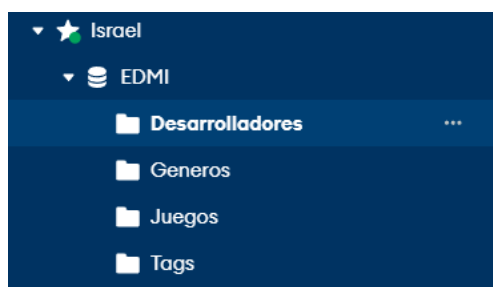 Israel
EDMI
Desarrolladores
Generos
Juegos
Tags